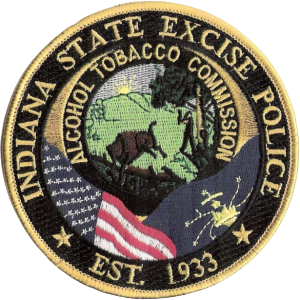 INDIANA STATE EXCISE POLICE
ALCOHOL TOBACCO COMMISSION
EST. 1933